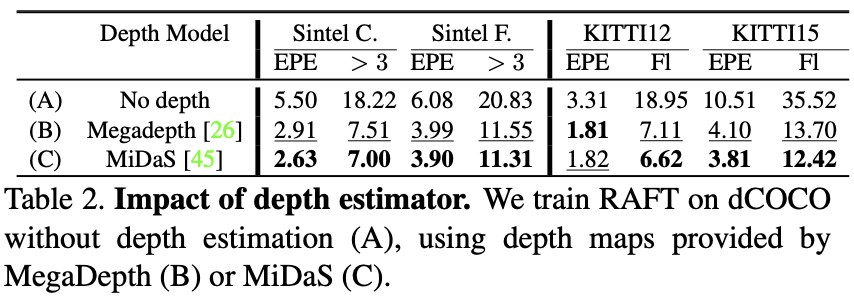 Depth Model Sintel C. Sintel F. KITTI12 KITTI15
EPE > 3 EPE > 3 EPE Fl EPE Fl
(A) No depth 5.50 18.22 6.08 20.83 3.31 18.95 10.51 35.52
(B) Megadepth [26] 2.91 7.51 3.99 11.55 1.81 7.11 4.10 13.70
(C) MiDaS [45] 2.63 7.00 3.90 11.31 1.82 6.62 3.81 12.42
Table 2. Impact of depth estimator. We train RAFT on dCOCO
without depth estimation (A), using depth maps provided by
MegaDepth (B) or MiDaS (C).